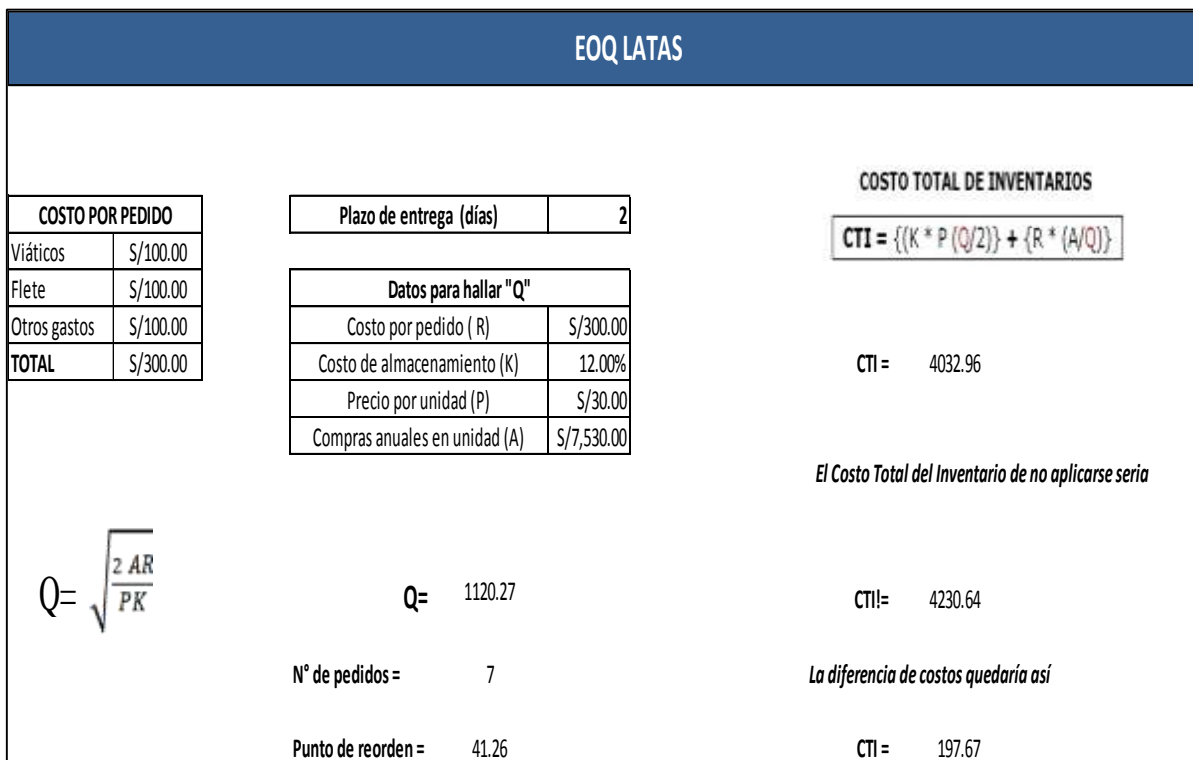 EOQ LATAS
COSTO POR PEDIDO
Viáticos S/100.00
Flete S/100.00
Otros gastos S/100.00
TOTAL S/300.00
Plazo de entrega (días) 2
Datos para hallar "Q"
Costo por pedido ( R) S/300.00
Costo de almacenamiento (K) 12.00%
Precio por unidad (P) S/30.00
Compras anuales en unidad (A) S/7,530.00
COSTO TOTAL DE INVENTARIOS
CTI = {(K * P (Q/2)} + {R * (A/Q)}
CTI = 4032.96
El Costo Total del Inventario de no aplicarse seria
Q= √ 2 AR / PK
Q= 1120.27
CTI!= 4230.64
N° de pedidos = 7
La diferencia de costos quedaría así
Punto de reorden = 41.26
CTI = 197.67